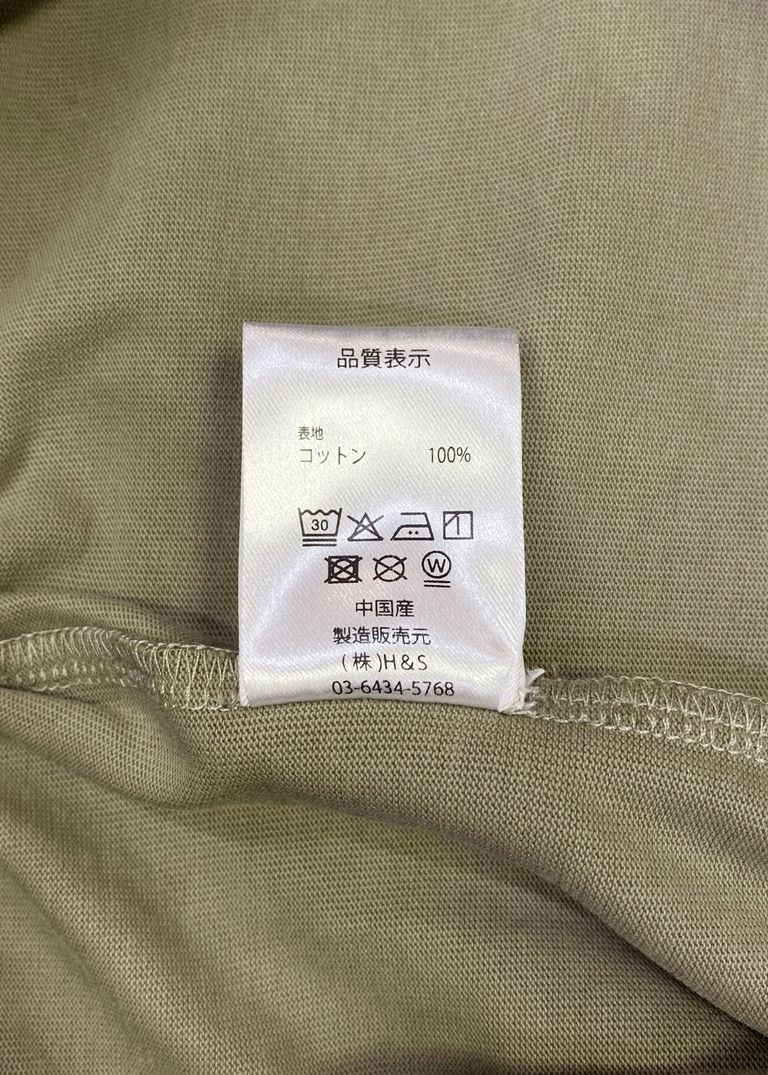 品質表示
表地
コットン 100%
30
W
中国産
製造販売元
(株)H&S
03-6434-5768